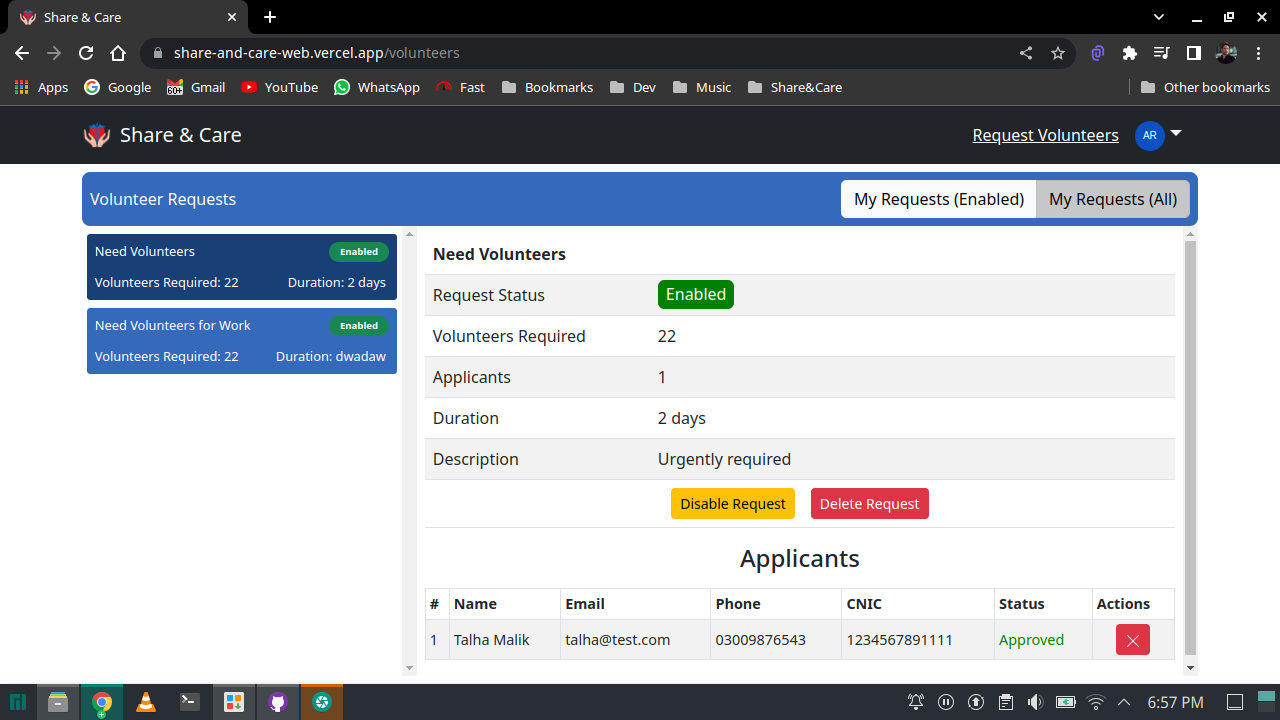 Share & Care
share-and-care-web.vercel.app/volunteers
Apps Google Gmail YouTube WhatsApp Fast Bookmarks Dev Music Share&Care Other bookmarks
60+
Share & Care Request Volunteers AR
Volunteer Requests My Requests (Enabled) My Requests (All)
Need Volunteers Enabled
Volunteers Required: 22 Duration: 2 days
Need Volunteers for Work Enabled
Volunteers Required: 22 Duration: dwadaw
Need Volunteers
Request Status Enabled
Volunteers Required 22
Applicants 1
Duration 2 days
Description Urgently required
Disable Request Delete Request
Applicants
# Name Email Phone CNIC Status Actions
1 Talha Malik talha@test.com 03009876543 1234567891111 Approved
6:57 PM